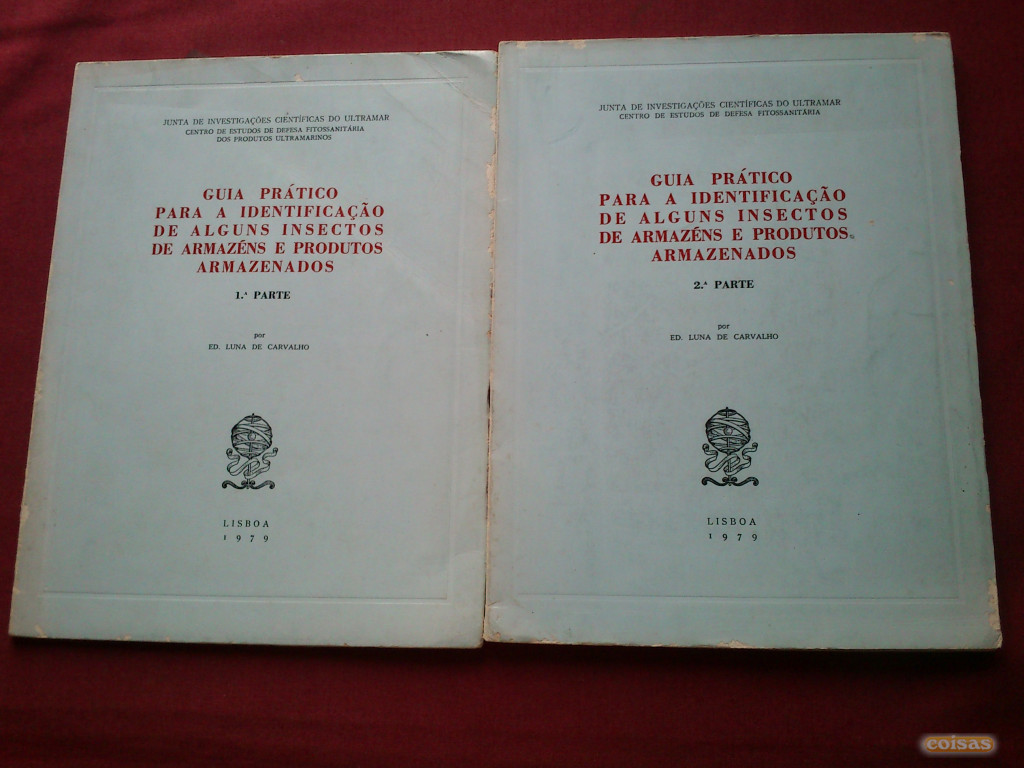 JUNTA DE INVESTIGAÇÕES CIENTÍFICAS DO ULTRAMAR
CENTRO DE ESTUDOS DE DEFESA FITOSSANITÁRIA
DOS PRODUTOS ULTRAMARINOS
GUIA PRÁTICO
PARA A IDENTIFICAÇÃO
DE ALGUNS INSECTOS
DE ARMAZÉNS E PRODUTOS
ARMAZENADOS
1.ª PARTE
por
ED. LUNA DE CARVALHO
LISBOA
1979
JUNTA DE INVESTIGAÇÕES CIENTÍFICAS DO ULTRAMAR
CENTRO DE ESTUDOS DE DEFESA FITOSSANITÁRIA
GUIA PRÁTICO
PARA A IDENTIFICAÇÃO
DE ALGUNS INSECTOS
DE ARMAZÉNS E PRODUTOS
ARMAZENADOS
2.ª PARTE
por
ED. LUNA DE CARVALHO
LISBOA
1979
coisas